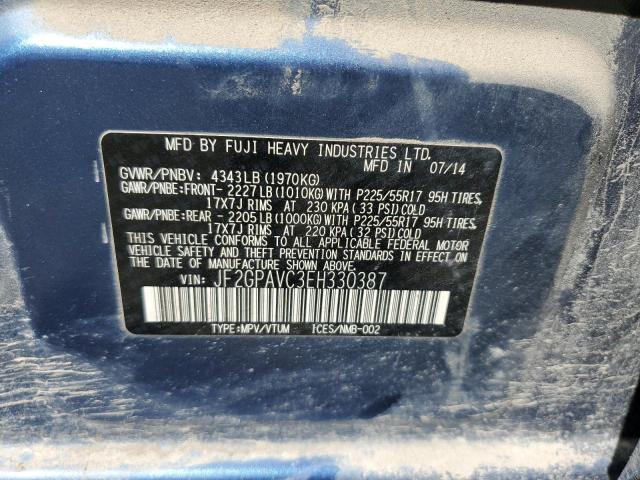 MFD BY FUJI HEAVY INDUSTRIES LTD.
MFD IN 07/14
GVWR/PNBV: 4343LB(1970KG)
GAWR/PNBE:FRONT- 2227LB(1010KG)WITH P225/55R17 95H TIRES,
17X7J RIMS AT 230 KPA(33 PSI)COLD
GAWR/PNBE:REAR - 2205LB(1000KG)WITH P225/55R17 95H TIRES,
17X7J RIMS AT 220 KPA(32 PSI)COLD
THIS VEHICLE CONFORMS TO ALL APPLICABLE FEDERAL MOTOR
VEHICLE SAFETY AND THEFT PREVENTION STANDARDS IN EFFECT
ON THE DATE OF MANUFACTURE SHOWN ABOVE.
VIN: JF2GPAVC3EH330387
TYPE:MPV/VTUM ICES/NMB-002